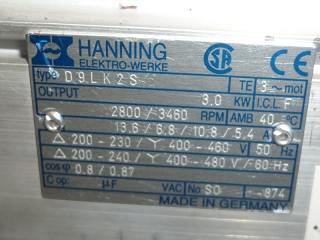 HANNING
ELEKTRO-WERKE
SA CE
type D9LK2S TE 3~mot
OUTPUT 3.0 KW I.C.L. F
2800/3460 RPM AMB 40 °C
13.6/6.8/10.8/5.4 A
△ 200-230/Y 400-460 V 50 Hz
△ 200-240/Y 400-480 V/60 Hz
cosφ 0.8/0.87
C op: µF VAC No SO -874
MADE IN GERMANY